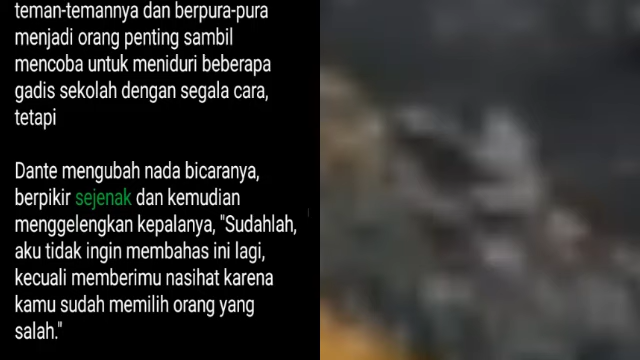 teman-temannya dan berpura-pura
menjadi orang penting sambil
mencoba untuk meniduri beberapa
gadis sekolah dengan segala cara,
tetapi
Dante mengubah nada bicaranya,
berpikir sejenak dan kemudian
menggelengkan kepalanya, "Sudahlah,
aku tidak ingin membahas ini lagi,
kecuali memberimu nasihat karena
kamu sudah memilih orang yang
salah."